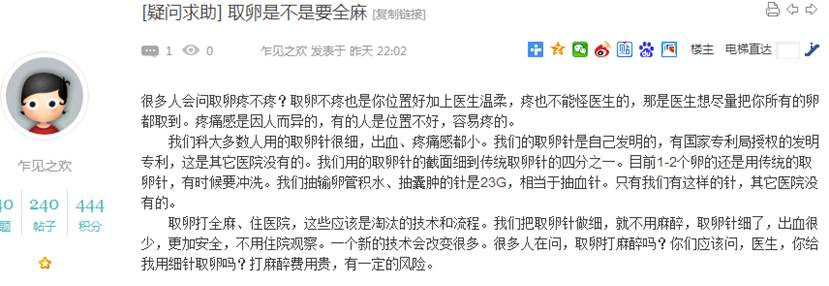 [疑问求助] 取卵是不是要全麻 [复制链接]
1 0 乍见之欢 发表于 昨天 22:02 楼主 电梯直达
很多人会问取卵疼不疼？取卵不疼也是你位置好加上医生温柔，疼也不能怪医生的，那是医生想尽量把你所有的卵
都取到。疼痛感是因人而异的，有的人是位置不好，容易疼的。
我们科大多数人用的取卵针很细，出血、疼痛感都小。我们的取卵针是自己发明的，有国家专利局授权的发明
专利，这是其它医院没有的。我们用的取卵针的截面细到传统取卵针的四分之一。目前1-2个卵的还是用传统的取
卵针，有时候要冲洗。我们抽输卵管积水、抽囊肿的针是23G，相当于抽血针。只有我们有这样的针，其它医院没
有的。
取卵打全麻、住医院，这些应该是淘汰的技术和流程。我们把取卵针做细，就不用麻醉，取卵针细了，出血很
少，更加安全，不用住院观察。一个新的技术会改变很多。很多人在问，取卵打麻醉吗？你们应该问，医生，你给
我用细针取卵吗？打麻醉费用贵，有一定的风险。
乍见之欢
40 240 444
题 帖子 积分